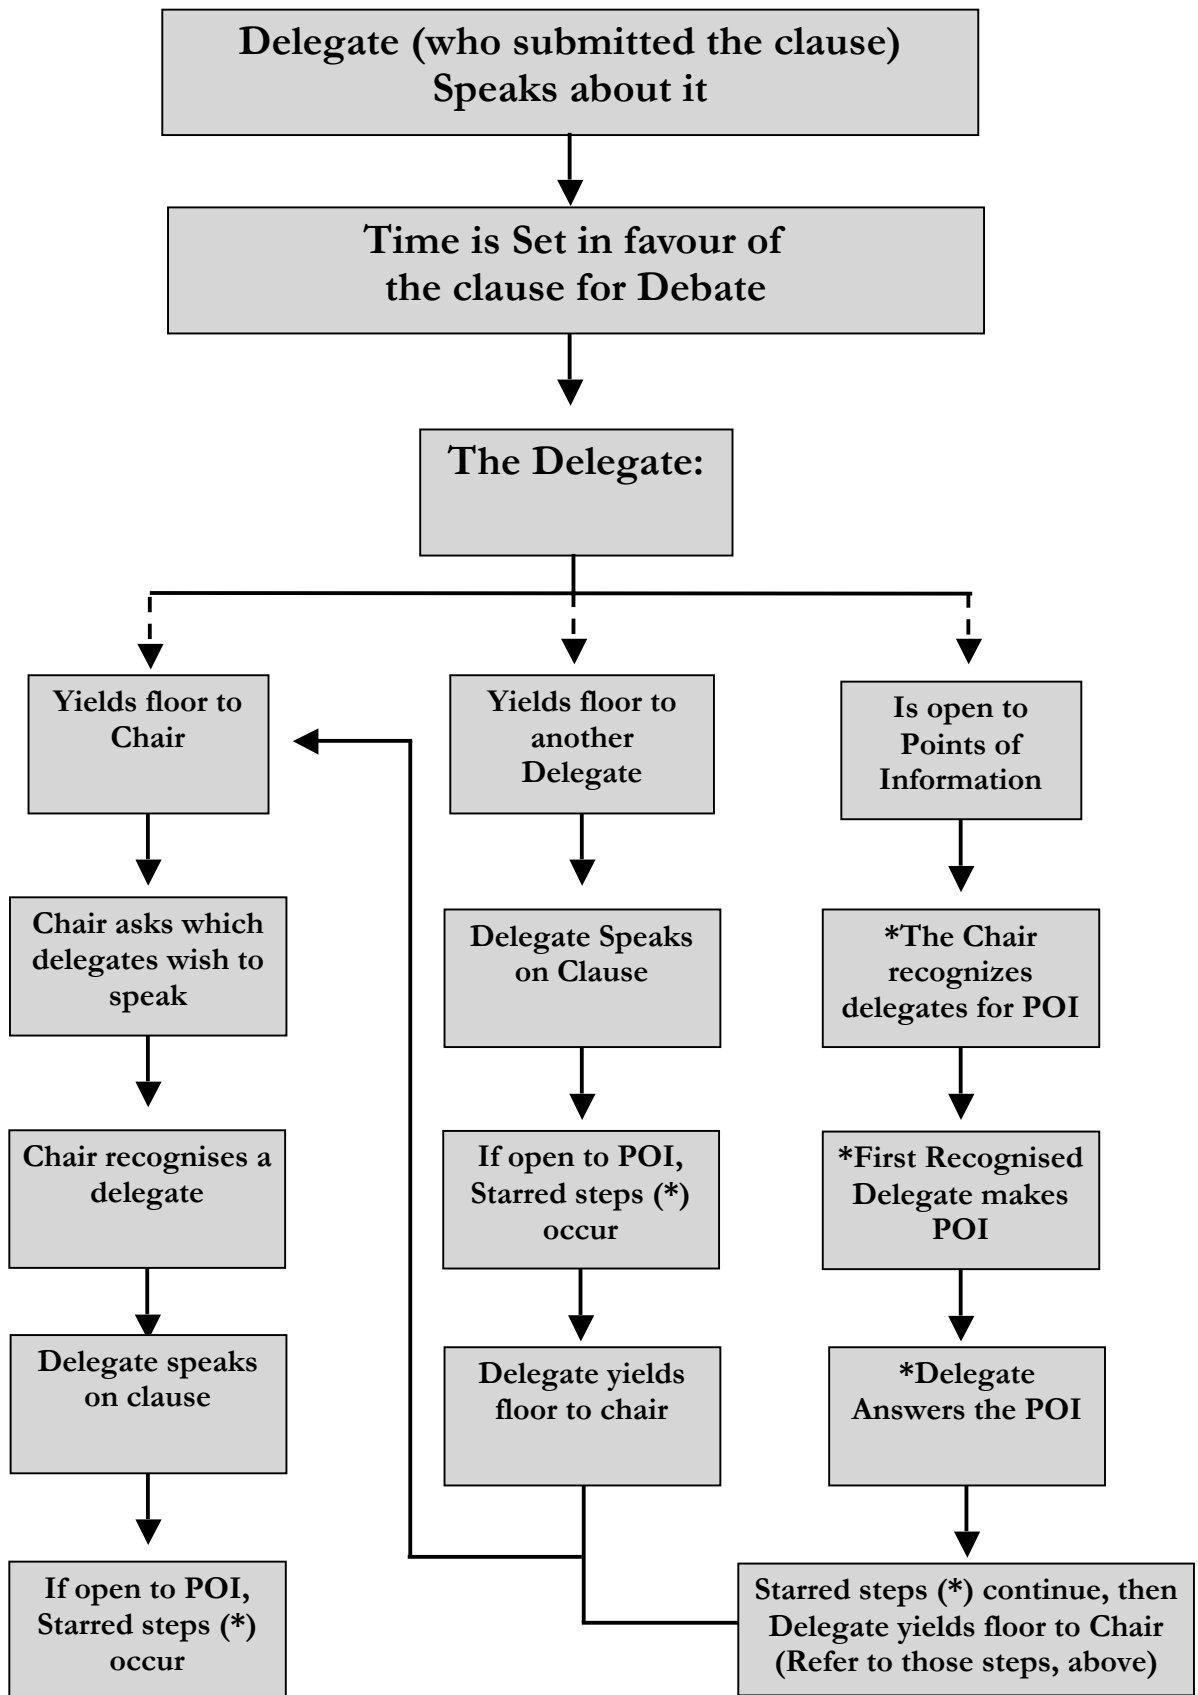 Delegate (who submitted the clause)
Speaks about it
Time is Set in favour of
the clause for Debate
The Delegate:
Yields floor to
Chair
Chair asks which
delegates wish to
speak
Chair recognises a
delegate
Delegate speaks
on clause
If open to POI,
Starred steps (*)
occur
Yields floor to
another
Delegate
Delegate Speaks
on Clause
If open to POI,
Starred steps (*)
occur
Delegate yields
floor to chair
Is open to
Points of
Information
*The Chair
recognizes
delegates for POI
*First Recognised
Delegate makes
POI
*Delegate
Answers the POI
Starred steps (*) continue, then
Delegate yields floor to Chair
(Refer to those steps, above)